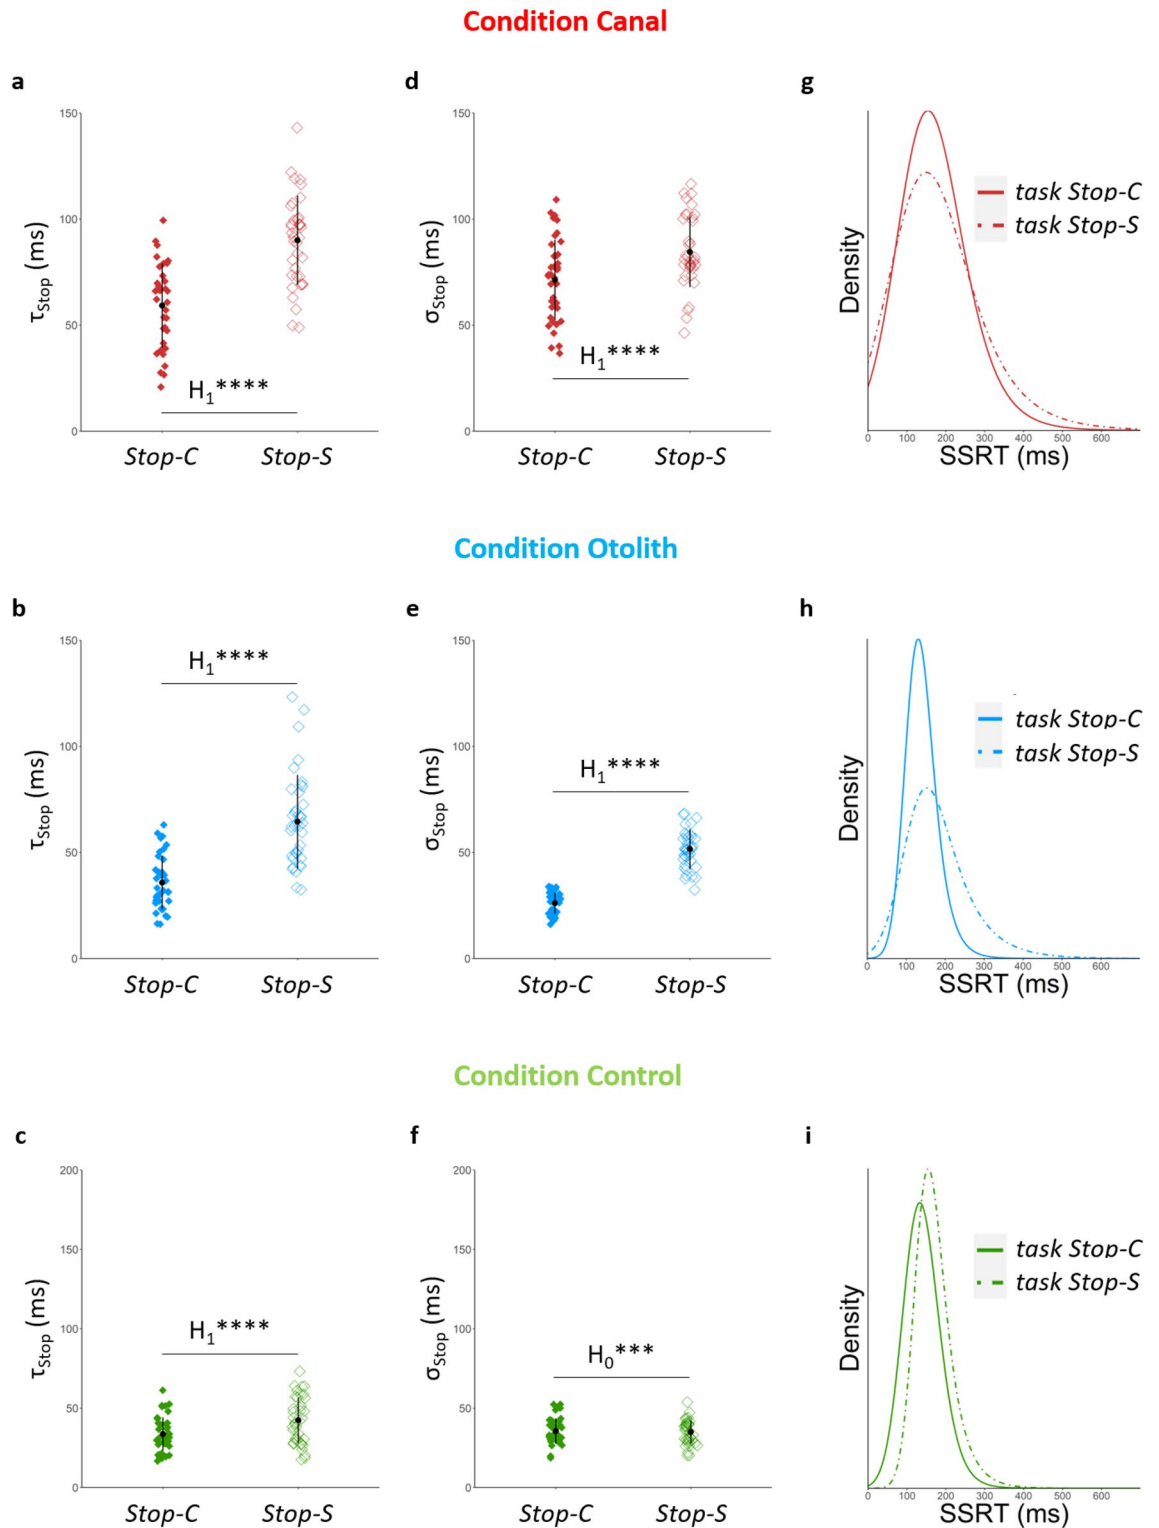 Condition Canal
a
d
g
150
100
50
0
τStop (ms)
H1****
Stop-C
Stop-S
150
100
50
0
σStop (ms)
H1****
Stop-C
Stop-S
Density
task Stop-C
task Stop-S
0 100 200 300 400 500 600
SSRT (ms)
Condition Otolith
b
e
h
150
100
50
0
τStop (ms)
H1****
Stop-C
Stop-S
150
100
50
0
σStop (ms)
H1****
Stop-C
Stop-S
Density
task Stop-C
task Stop-S
0 100 200 300 400 500 600
SSRT (ms)
Condition Control
c
f
i
200
150
100
50
0
τStop (ms)
H1****
Stop-C
Stop-S
200
150
100
50
0
σStop (ms)
H0***
Stop-C
Stop-S
Density
task Stop-C
task Stop-S
0 100 200 300 400 500 600
SSRT (ms)